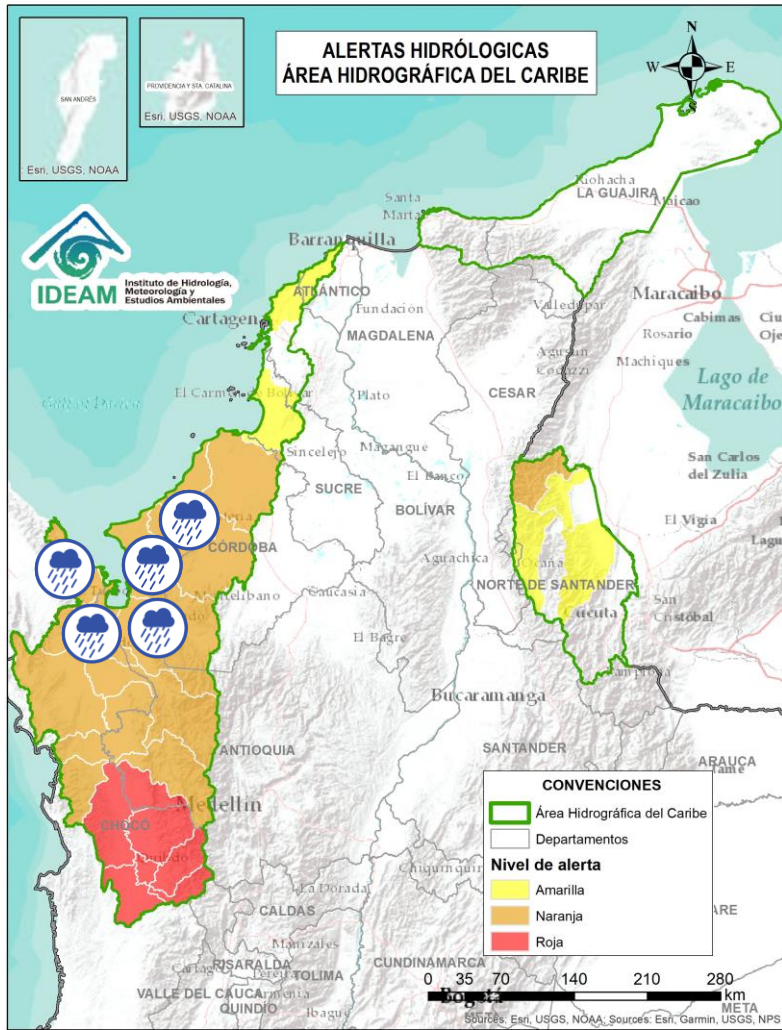 SAN ANDRÉS
Esri, USGS, NOAA
PROVIDENCIA Y STA. CATALINA
Esri, USGS, NOAA
ALERTAS HIDRÓLOGICAS
ÁREA HIDROGRÁFICA DEL CARIBE
N
W
E
S
IDEAM
Instituto de Hidrología,
Meteorología y
Estudios Ambientales
Riohacha
LA GUAJIRA
Maicao
Santa
Marta
Barranquilla
ATLÁNTICO
Cartagena
Fundación
MAGDALENA
Valledupar
Maracaibo
Cabimas
Ciu
Oje
Rosario
Machiques
Agustín
Codazzi
CESAR
Lago de
Maracaibo
El Carmen de Bolívar
Plato
Sincelejo
Magangue
San Carlos
del Zulia
SUCRE
El Banco
BOLÍVAR
El Vigía
CÓRDOBA
Aguachica
Ocaña
NORTE DE SANTANDER
Caucasia
San
Cristóbal
El Bagre
Bucaramanga
ANTIOQUIA
SANTANDER
ARAUCA
Medellín
CHOCÓ
La Dorada
CALDAS
Manizales
RISARALDA
TOLIMA
CUNDINAMARCA
VALLE DEL CAUCA
Armenia
QUINDÍO
Ibague
Bogotá
META
CONVENCIONES
Área Hidrográfica del Caribe
Departamentos
Nivel de alerta
Amarilla
Naranja
Roja
0 35 70 140 210 280
km
Sources: Esri, USGS, NOAA; Sources: Esri, Garmin, USGS, NPS